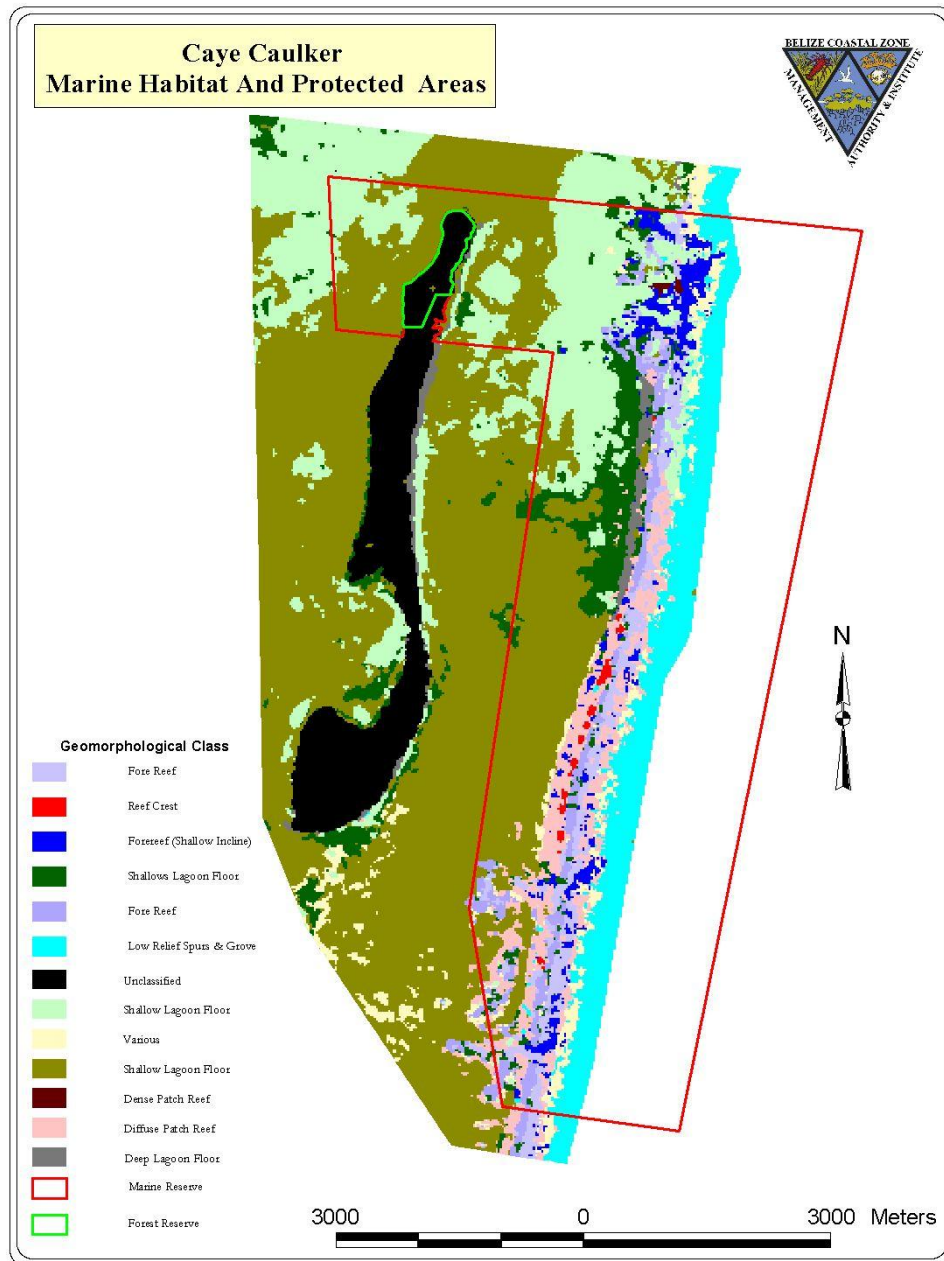 Caye Caulker
Marine Habitat And Protected Areas
BELIZE COASTAL ZONE
MANAGEMENT
AUTHORITY & INSTITUTE
N
Geomorphological Class
Fore Reef
Reef Crest
Forereef (Shallow Incline)
Shallows Lagoon Floor
Fore Reef
Low Relief Spurs & Grove
Unclassified
Shallow Lagoon Floor
Various
Shallow Lagoon Floor
Dense Patch Reef
Diffuse Patch Reef
Deep Lagoon Floor
Marine Reserve
Forest Reserve
3000 0 3000 Meters